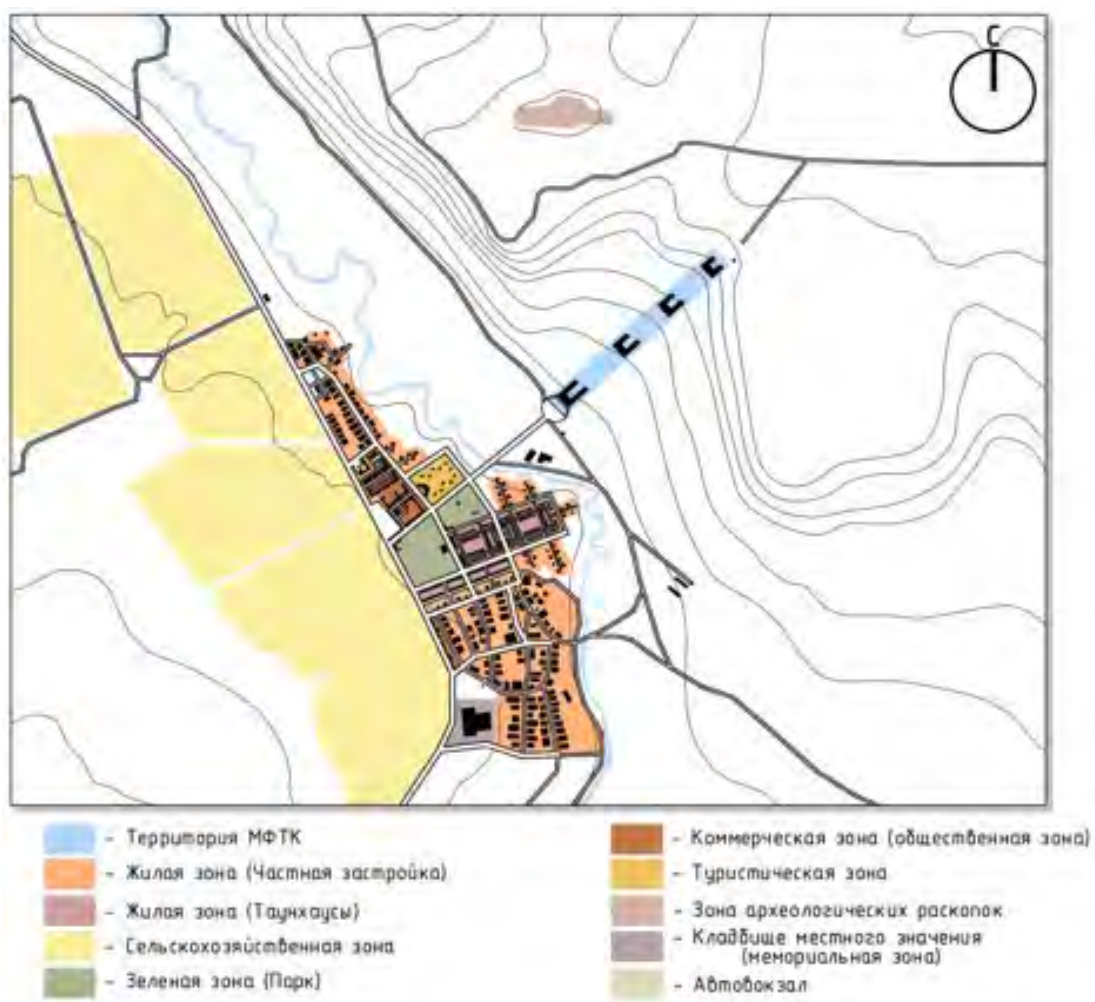 С
- Территория МФТК
- Жилая зона (Частная застройка)
- Жилая зона (Таунхаусы)
- Сельскохозяйственная зона
- Зеленая зона (Парк)
- Коммерческая зона (общественная зона)
- Туристическая зона
- Зона археологических раскопок
- Кладбище местного значения
(мемориальная зона)
- Автовокзал